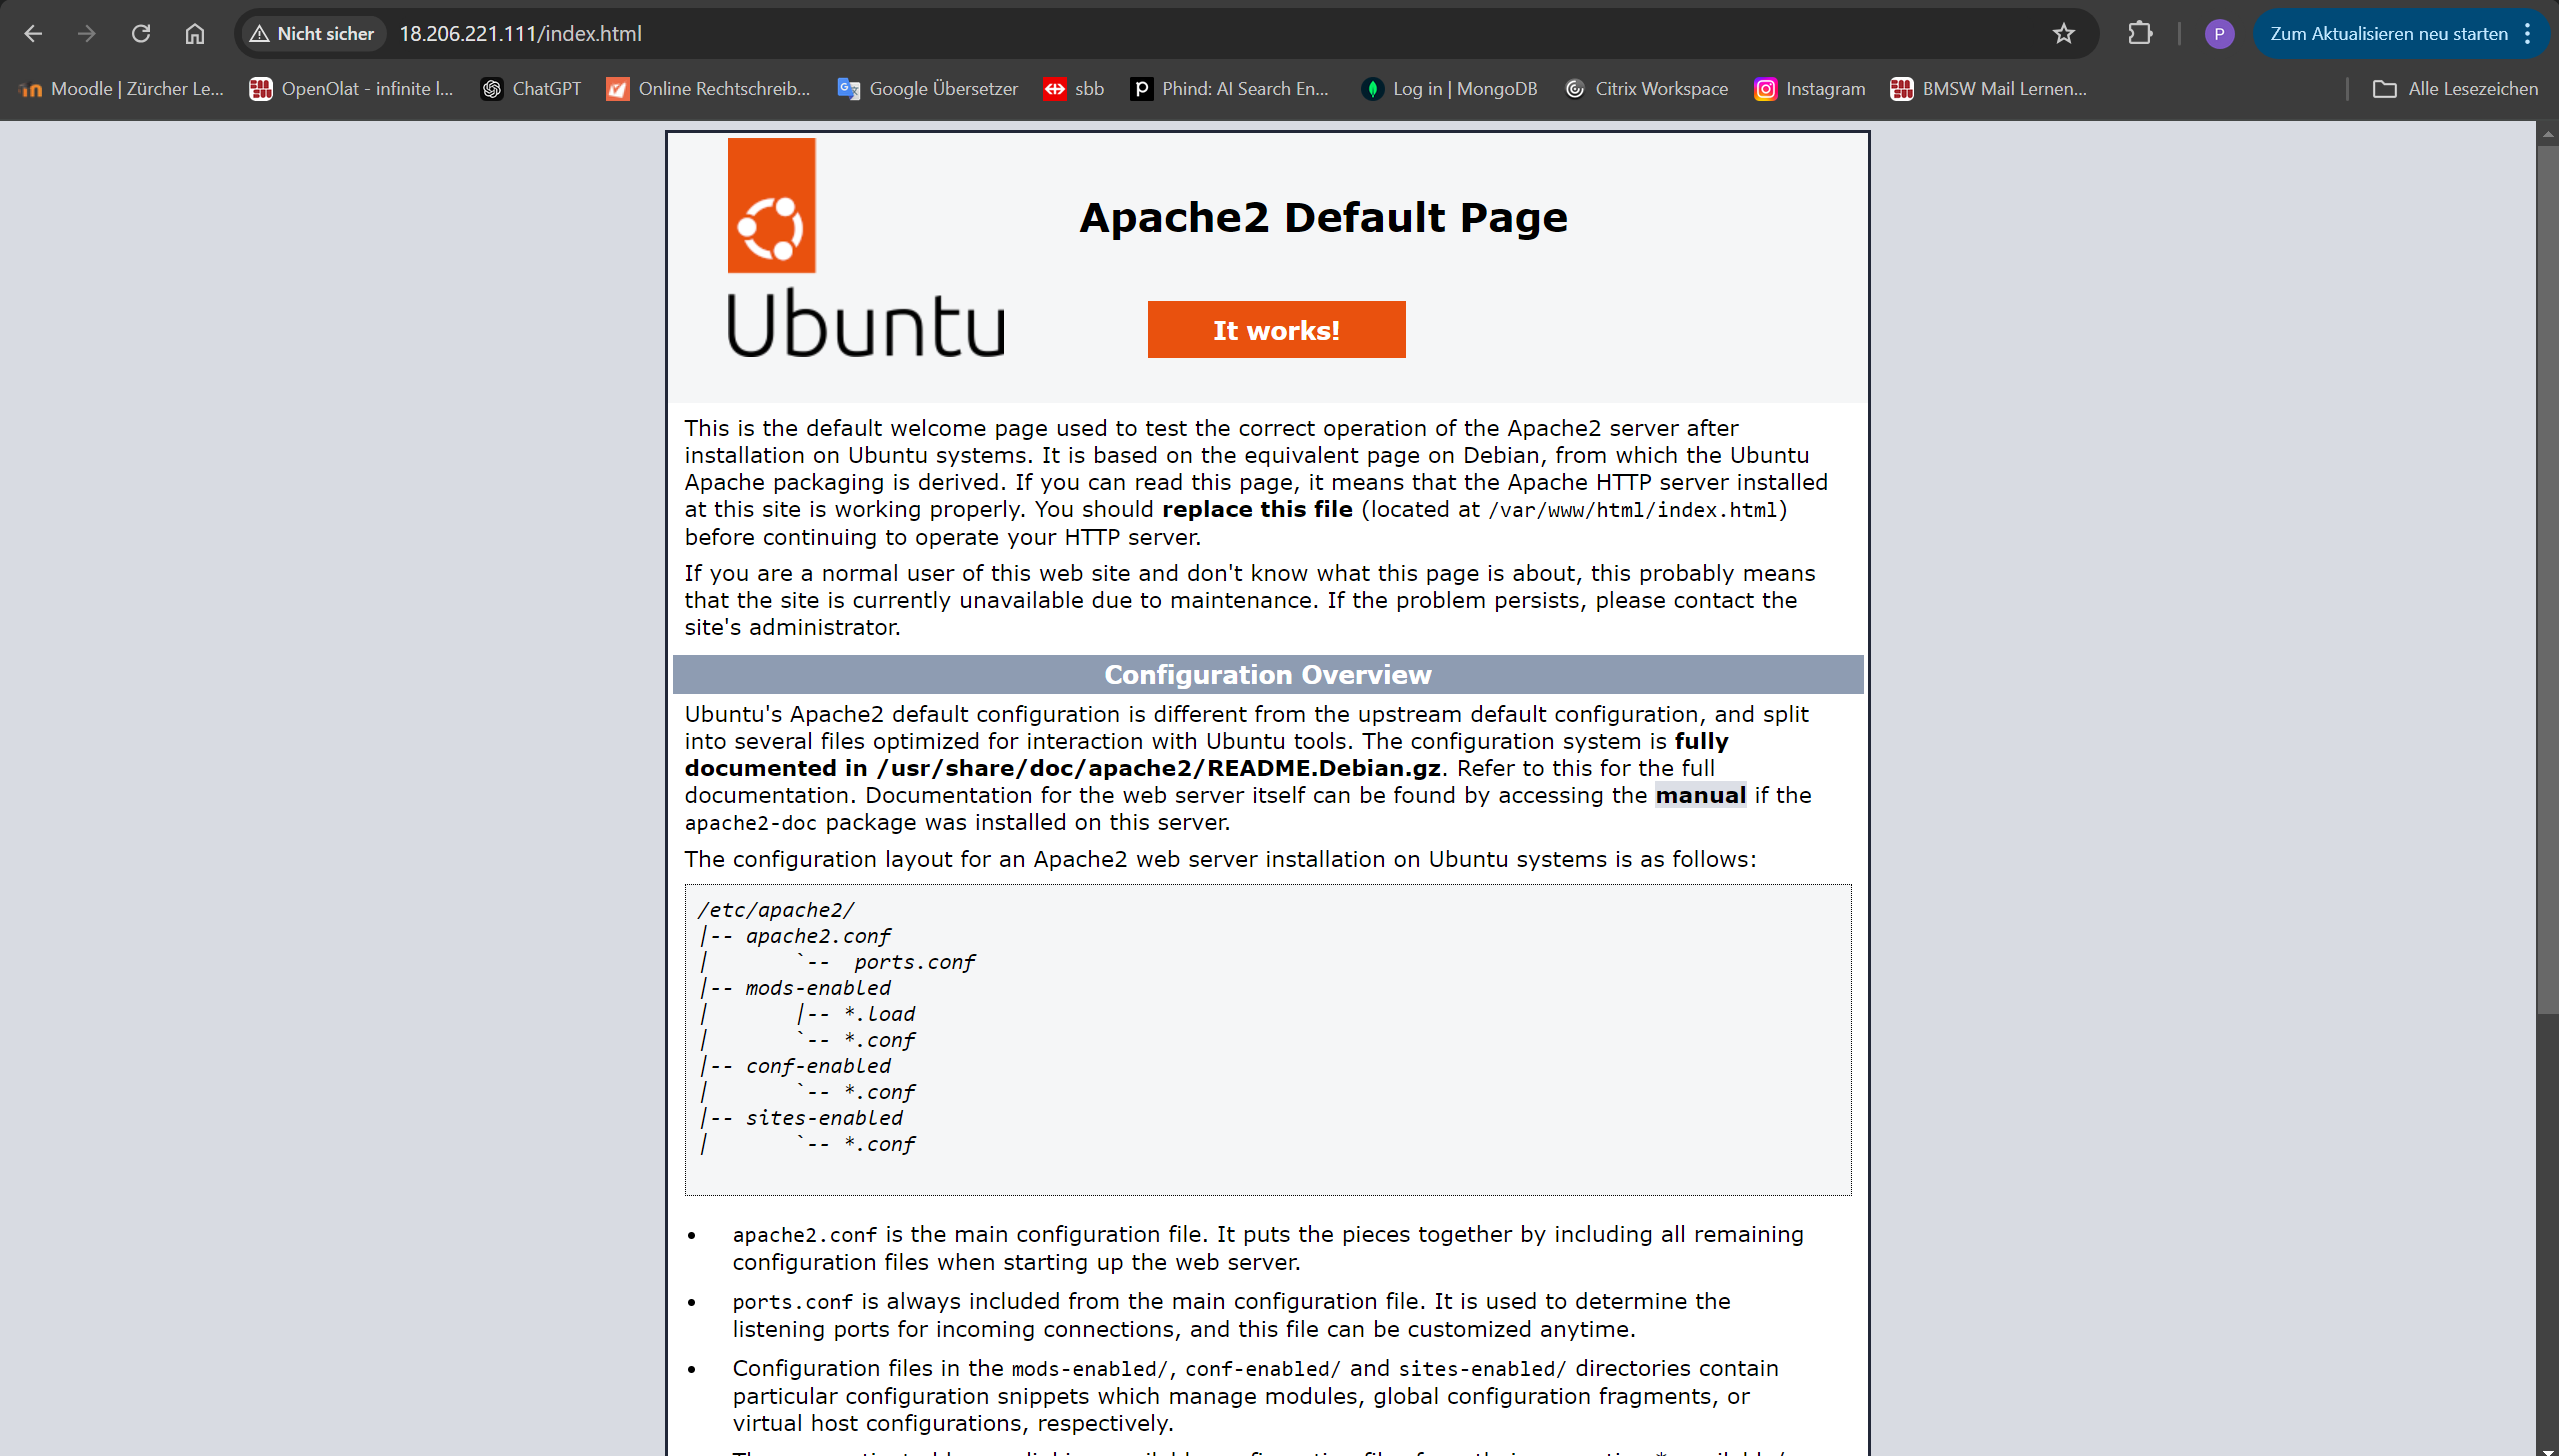 Nicht sicher 18.206.221.111/index.html P Zum Aktualisieren neu starten
Moodle | Zürcher Le... OpenOlat - infinite l... ChatGPT Online Rechtschreib... Google Übersetzer sbb Phind: AI Search En... Log in | MongoDB Citrix Workspace Instagram BMSW Mail Lernen... Alle Lesezeichen
Apache2 Default Page
Ubuntu
It works!
This is the default welcome page used to test the correct operation of the Apache2 server after
installation on Ubuntu systems. It is based on the equivalent page on Debian, from which the Ubuntu
Apache packaging is derived. If you can read this page, it means that the Apache HTTP server installed
at this site is working properly. You should replace this file (located at /var/www/html/index.html)
before continuing to operate your HTTP server.
If you are a normal user of this web site and don't know what this page is about, this probably means
that the site is currently unavailable due to maintenance. If the problem persists, please contact the
site's administrator.
Configuration Overview
Ubuntu's Apache2 default configuration is different from the upstream default configuration, and split
into several files optimized for interaction with Ubuntu tools. The configuration system is fully
documented in /usr/share/doc/apache2/README.Debian.gz. Refer to this for the full
documentation. Documentation for the web server itself can be found by accessing the manual if the
apache2-doc package was installed on this server.
The configuration layout for an Apache2 web server installation on Ubuntu systems is as follows:
/etc/apache2/
|-- apache2.conf
|       `--  ports.conf
|-- mods-enabled
|       |-- *.load
|       `-- *.conf
|-- conf-enabled
|       `-- *.conf
|-- sites-enabled
|       `-- *.conf
• apache2.conf is the main configuration file. It puts the pieces together by including all remaining
configuration files when starting up the web server.
• ports.conf is always included from the main configuration file. It is used to determine the
listening ports for incoming connections, and this file can be customized anytime.
• Configuration files in the mods-enabled/, conf-enabled/ and sites-enabled/ directories contain
particular configuration snippets which manage modules, global configuration fragments, or
virtual host configurations, respectively.